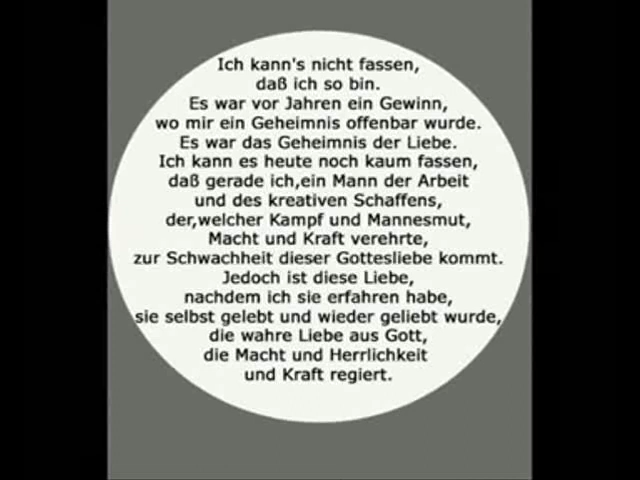 Ich kann's nicht fassen,
daß ich so bin.
Es war vor Jahren ein Gewinn,
wo mir ein Geheimnis offenbar wurde.
Es war das Geheimnis der Liebe.
Ich kann es heute noch kaum fassen,
daß gerade ich,ein Mann der Arbeit
und des kreativen Schaffens,
der,welcher Kampf und Mannesmut,
Macht und Kraft verehrte,
zur Schwachheit dieser Gottesliebe kommt.
Jedoch ist diese Liebe,
nachdem ich sie erfahren habe,
sie selbst gelebt und wieder geliebt wurde,
die wahre Liebe aus Gott,
die Macht und Herrlichkeit
und Kraft regiert.